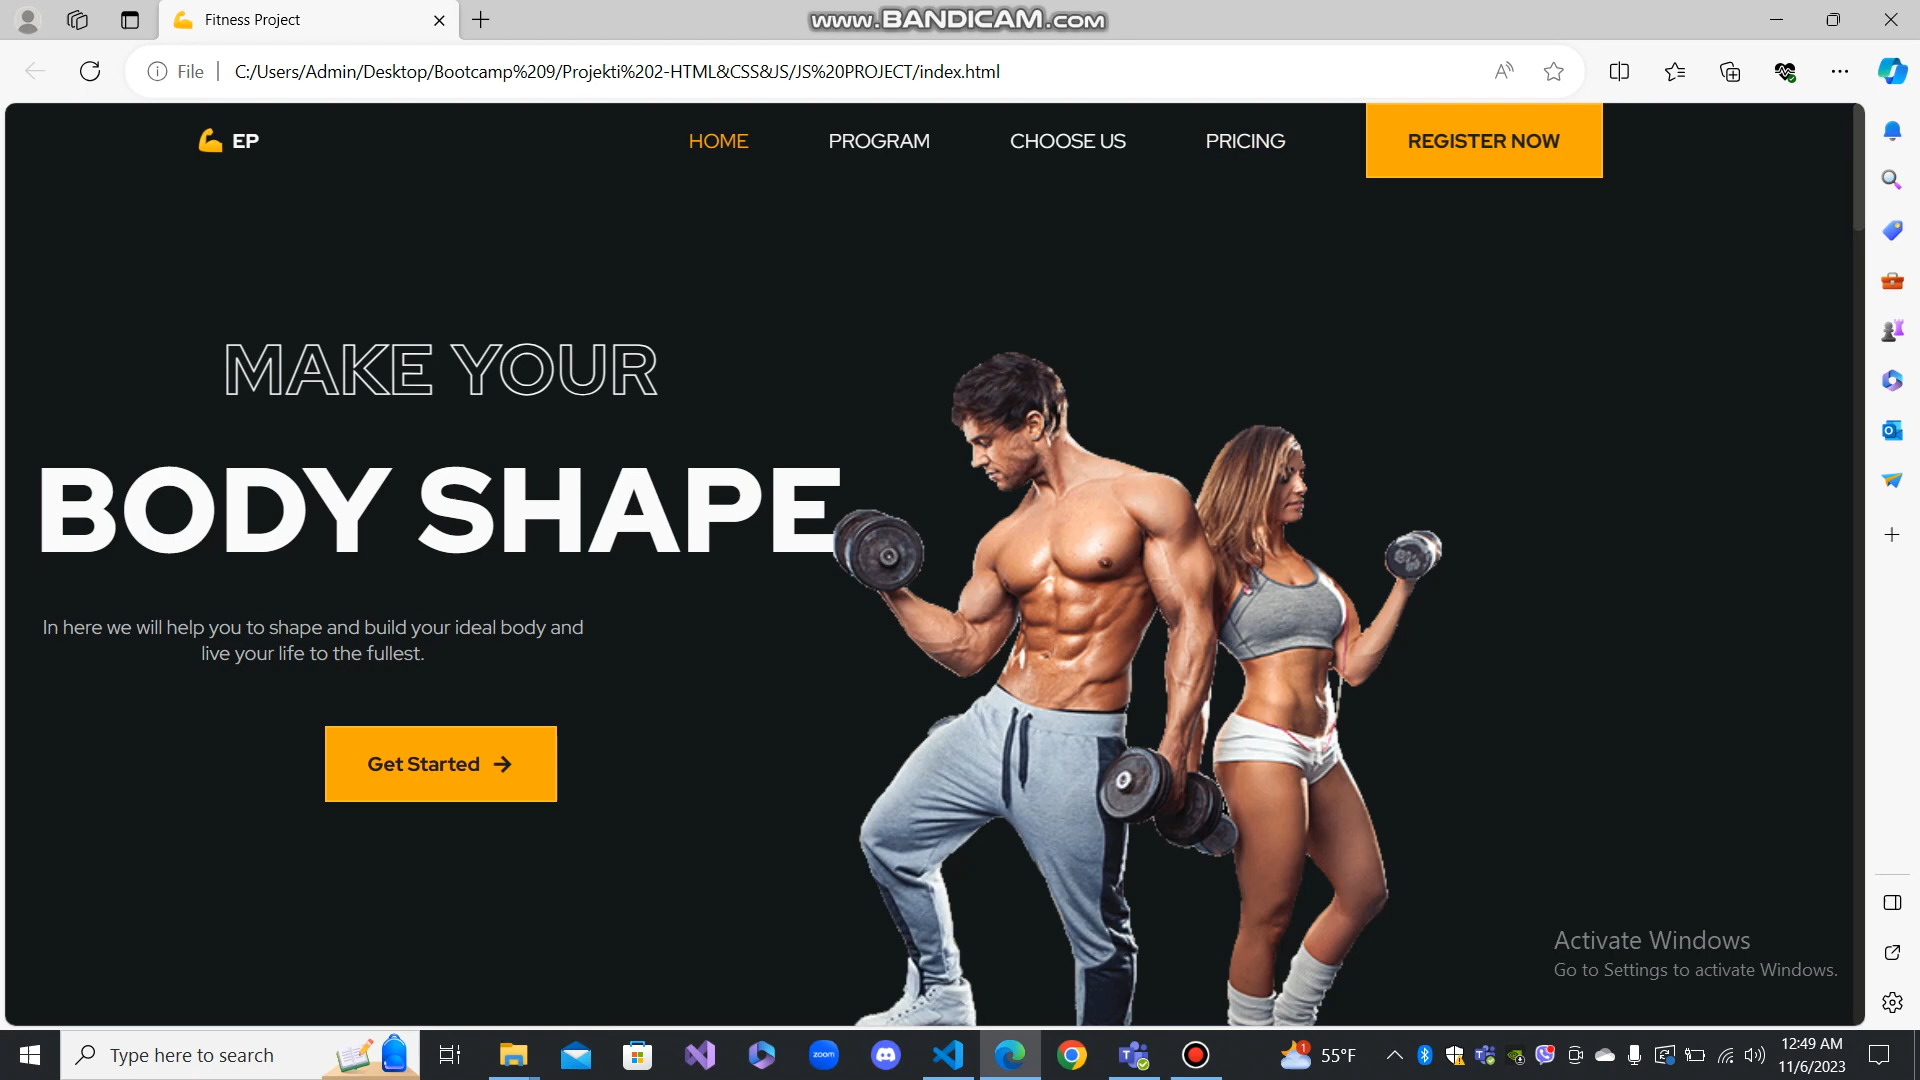 Fitness Project
www.BANDICAM.com
File
C:/Users/Admin/Desktop/Bootcamp%209/Projekti%202-HTML&CSS&JS/JS%20PROJECT/index.html
EP
HOME
PROGRAM
CHOOSE US
PRICING
REGISTER NOW
MAKE YOUR
BODY SHAPE
In here we will help you to shape and build your ideal body and
live your life to the fullest.
Get Started
Activate Windows
Go to Settings to activate Windows.
Type here to search
zoom
1
55°F
12:49 AM
11/6/2023